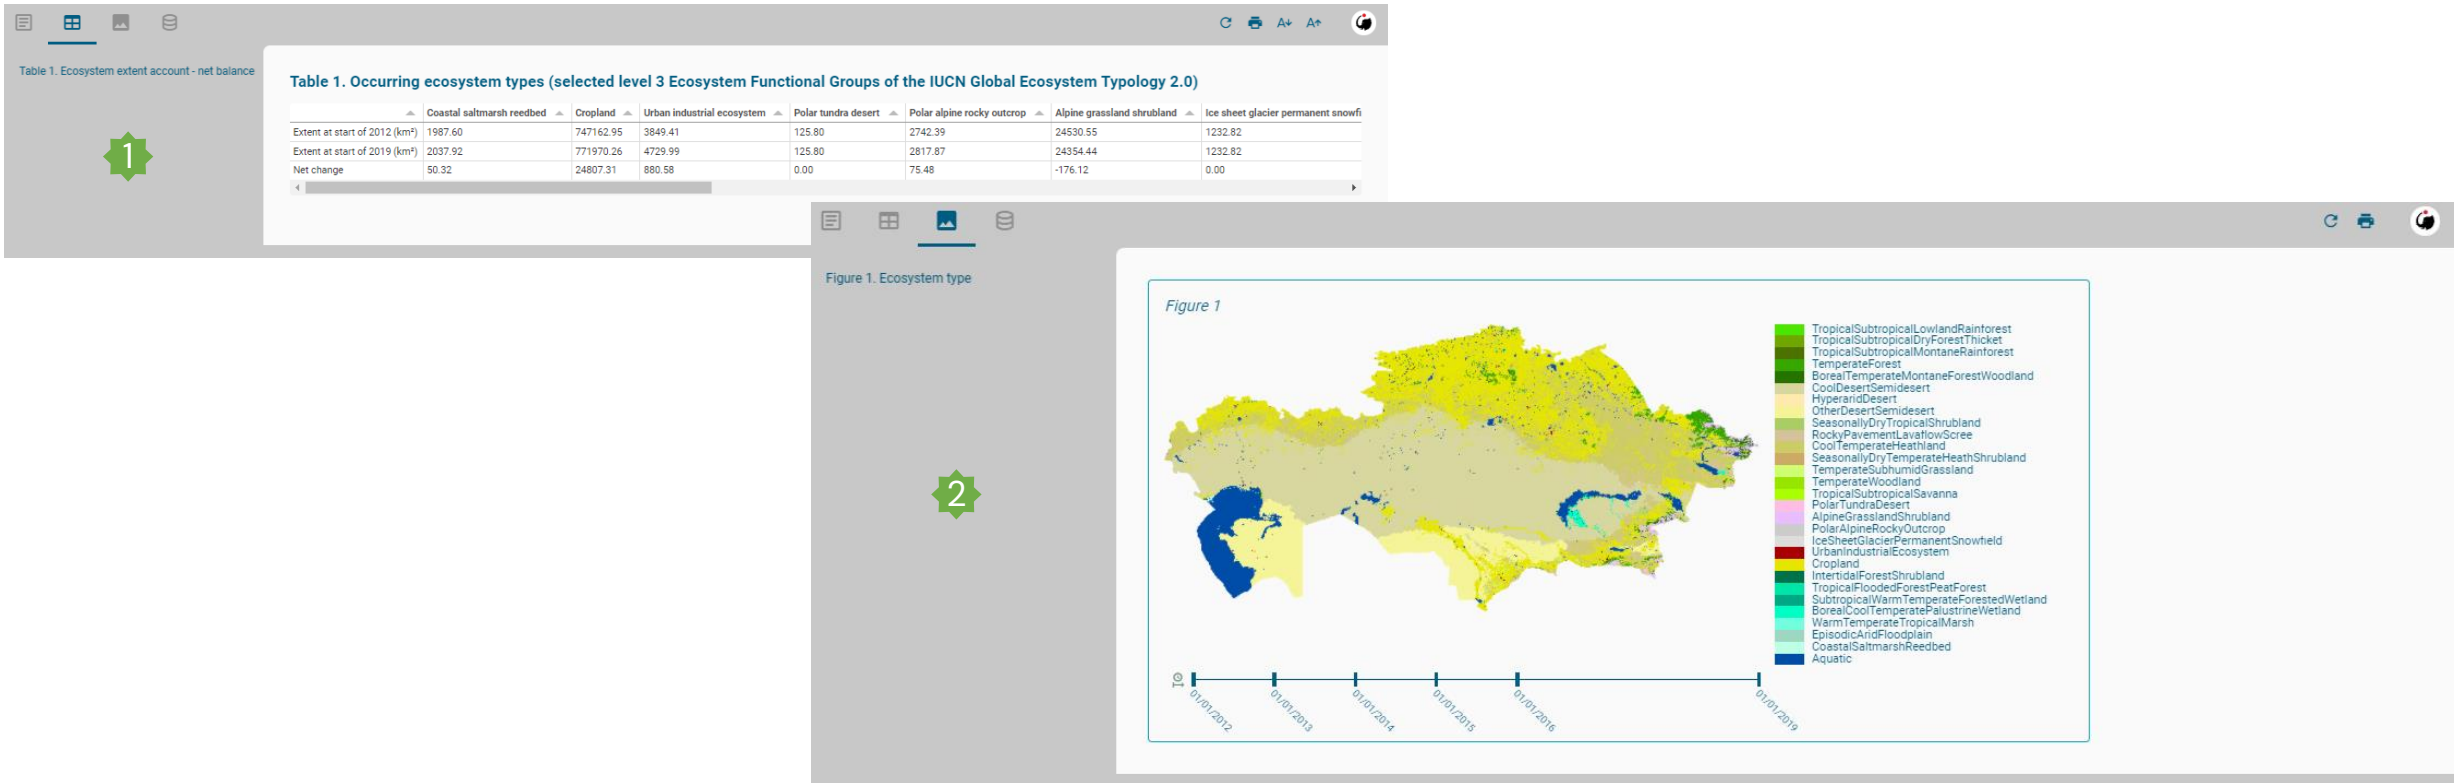 A A
Table 1. Ecosystem extent account - net balance
Table 1. Occurring ecosystem types (selected level 3 Ecosystem Functional Groups of the IUCN Global Ecosystem Typology 2.0)
Coastal saltmarsh reedbed Cropland Urban industrial ecosystem Polar tundra desert Polar alpine rocky outcrop Alpine grassland shrubland Ice sheet glacier permanent snowfi
Extent at start of 2012 (km²) 1987.60 747162.95 3849.41 125.80 2742.39 24530.55 1232.82
Extent at start of 2019 (km²) 2037.92 771970.26 4729.99 125.80 2817.87 24354.44 1232.82
Net change 50.32 24807.31 880.58 0.00 75.48 -176.12 0.00
1
Figure 1. Ecosystem type
2
Figure 1
TropicalSubtropicalLowlandRainforest
TropicalSubtropicalDryForestThicket
TropicalSubtropicalMontaneRainforest
TemperateForest
BorealTemperateMontaneForestWoodland
CoolDesertSemidesert
HyperaridDesert
OtherDesertSemidesert
SeasonallyDryTropicalShrubland
RockyPavementLavaflowScree
CoolTemperateHeathland
SeasonallyDryTemperateHeathShrubland
TemperateSubhumidGrassland
TemperateWoodland
TropicalSubtropicalSavanna
PolarTundraDesert
AlpineGrasslandShrubland
PolarAlpineRockyOutcrop
IceSheetGlacierPermanentSnowfield
UrbanIndustrialEcosystem
Cropland
IntertidalForestShrubland
TropicalFloodedForestPeatForest
SubtropicalWarmTemperateForestedWetland
BorealCoolTemperatePalustrineWetland
WarmTemperateTropicalMarsh
EpisodicAridFloodplain
CoastalSaltmarshReedbed
Aquatic
01/01/2012
01/01/2013
01/01/2014
01/01/2015
01/01/2016
01/01/2019